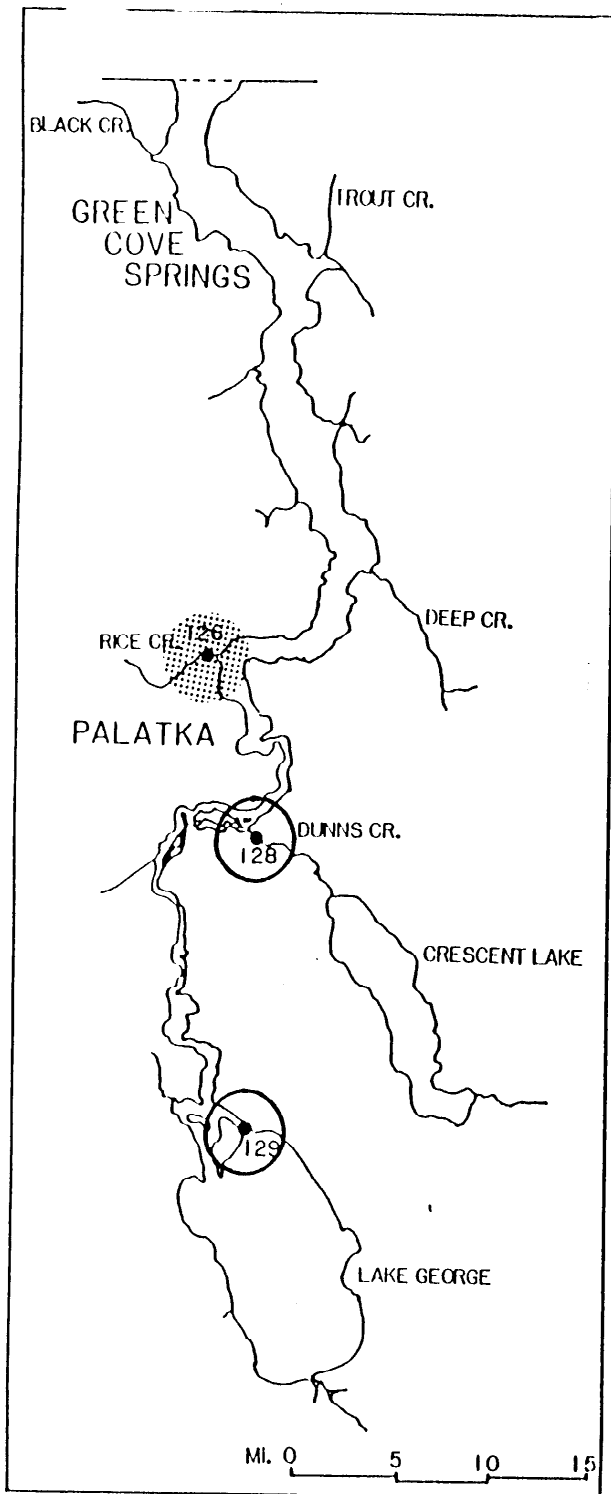 BLACK CR.
TROUT CR.
GREEN
COVE
SPRINGS
DEEP CR.
126
RICE CR.
PALATKA
DUNNS CR.
128
CRESCENT LAKE
129
LAKE GEORGE
MI. 0 5 10 15